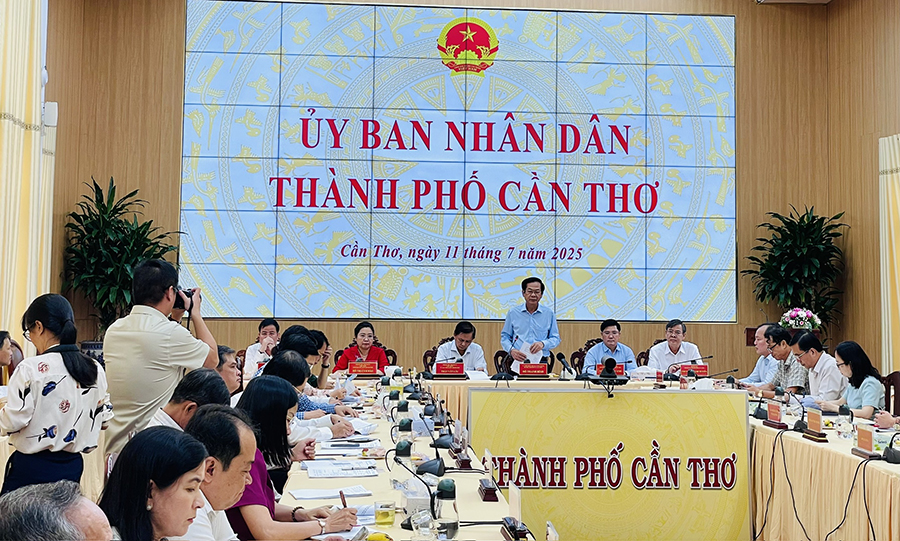 ỦY BAN NHÂN DÂN
THÀNH PHỐ CẦN THƠ
Cần Thơ, ngày 11 tháng 7 năm 2025
THÀNH PHỐ CẦN THƠ